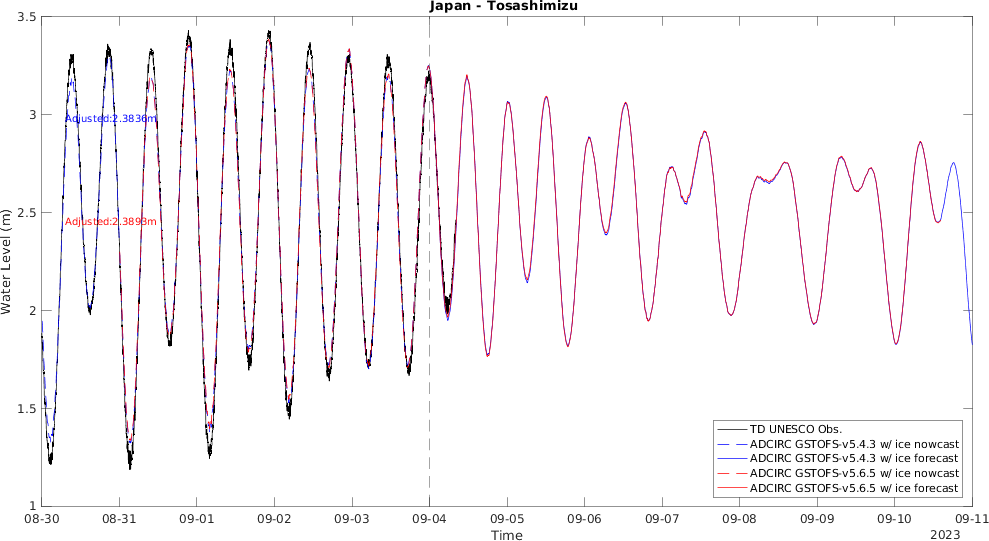 Japan - Tosashimizu
3.5
3
2.5
2
1.5
1
Water Level (m)
Adjusted:2.3836m
Adjusted:2.3893m
TD UNESCO Obs.
ADCIRC GSTOFS-v5.4.3 w/ ice nowcast
ADCIRC GSTOFS-v5.4.3 w/ ice forecast
ADCIRC GSTOFS-v5.6.5 w/ ice nowcast
ADCIRC GSTOFS-v5.6.5 w/ ice forecast
08-30 08-31 09-01 09-02 09-03 09-04 09-05 09-06 09-07 09-08 09-09 09-10 09-11
Time
2023